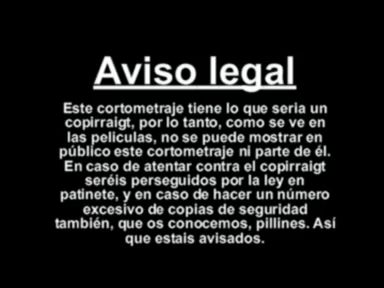 Aviso legal
Este cortometraje tiene lo que seria un
copirraigt, por lo tanto, como se ve en
las peliculas, no se puede mostrar en
público este cortometraje ni parte de él.
En caso de atentar contra el copirraigt
seréis perseguidos por la ley en
patinete, y en caso de hacer un número
excesivo de copias de seguridad
también, que os conocemos, pillines. Así
que estais avisados.